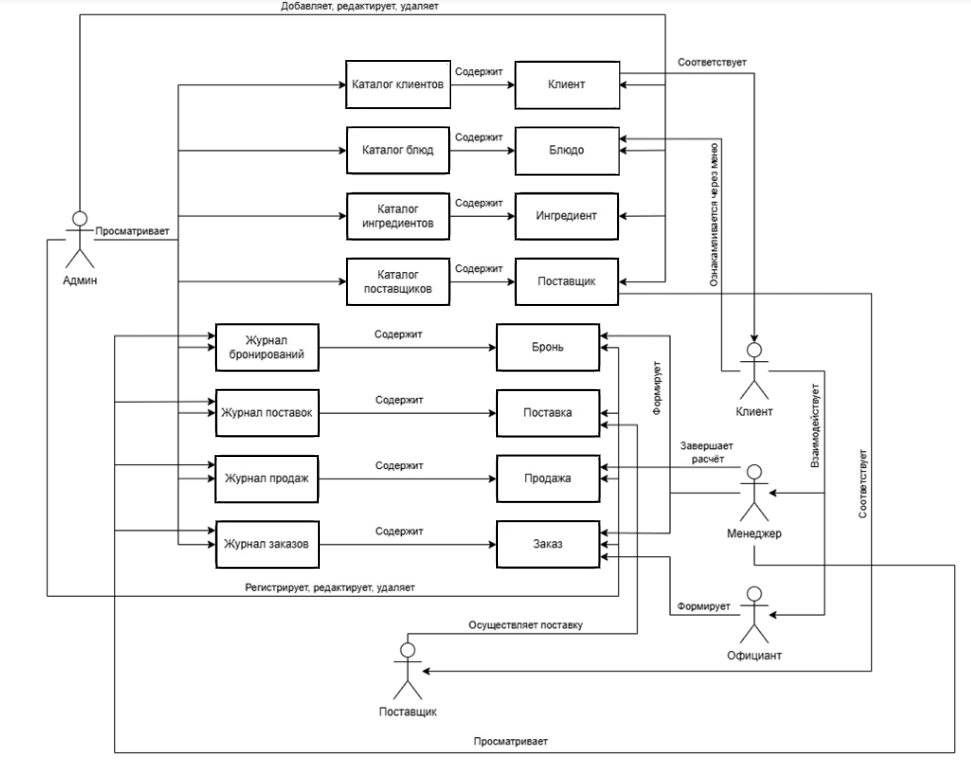 Добавляет, редактирует, удаляет
Соответствует
Каталог клиентов
Содержит
Клиент
Каталог блюд
Содержит
Блюдо
Ознакамливается через меню
Каталог
ингредиентов
Содержит
Ингредиент
Просматривает
Админ
Каталог
поставщиков
Содержит
Поставщик
Журнал
бронирований
Содержит
Бронь
Формирует
Клиент
Взаимодействует
Журнал поставок
Содержит
Поставка
Завершает
расчёт
Соответствует
Журнал продаж
Содержит
Продажа
Менеджер
Журнал заказов
Содержит
Заказ
Регистрирует, редактирует, удаляет
Формирует
Официант
Осуществляет поставку
Поставщик
Просматривает